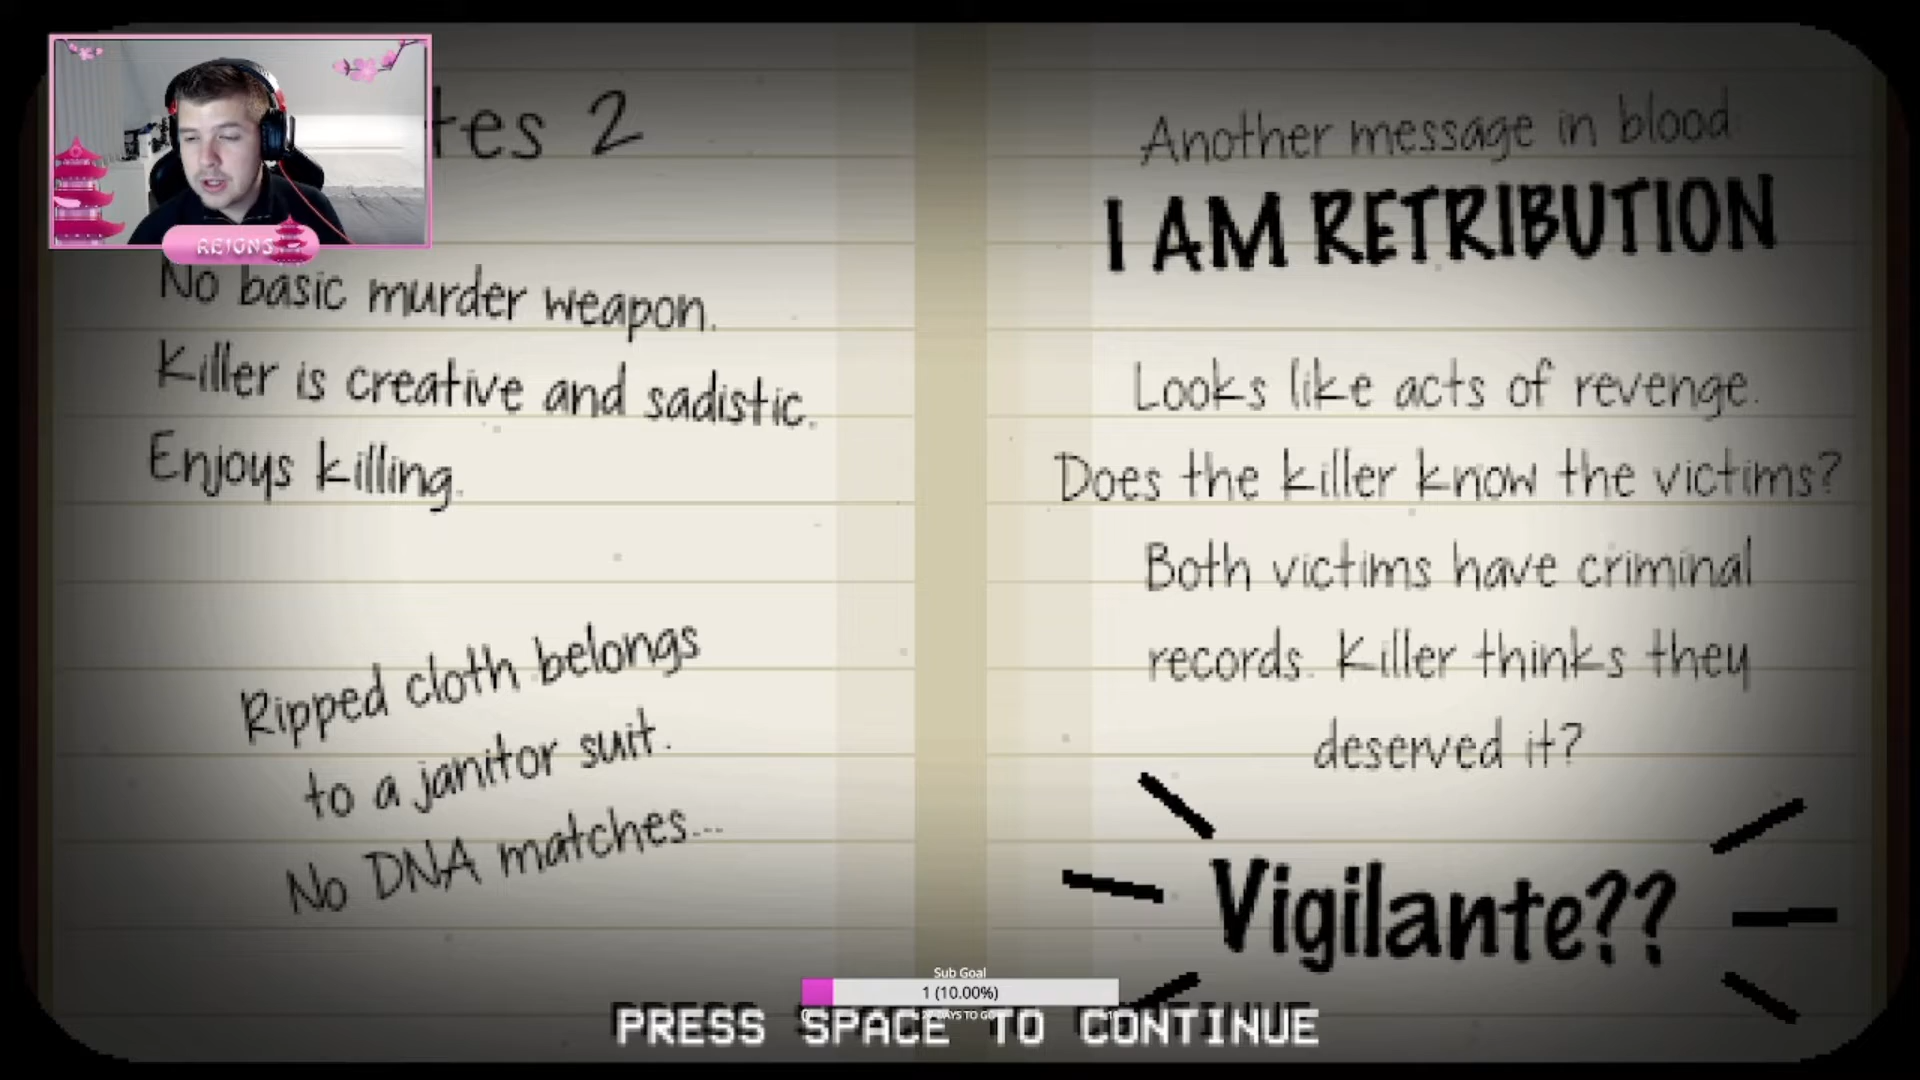 tes 2
REIGNS
No basic murder weapon.
Killer is creative and sadistic.
Enjoys killing.
Ripped cloth belongs
to a janitor suit.
No DNA matches...
Another message in blood
I AM RETRIBUTION
Looks like acts of revenge.
Does the killer know the victims?
Both victims have criminal
records. Killer thinks they
deserved it?
Vigilante??
Sub Goal
1 (10.00%)
DAYS TO GO
PRESS SPACE TO CONTINUE